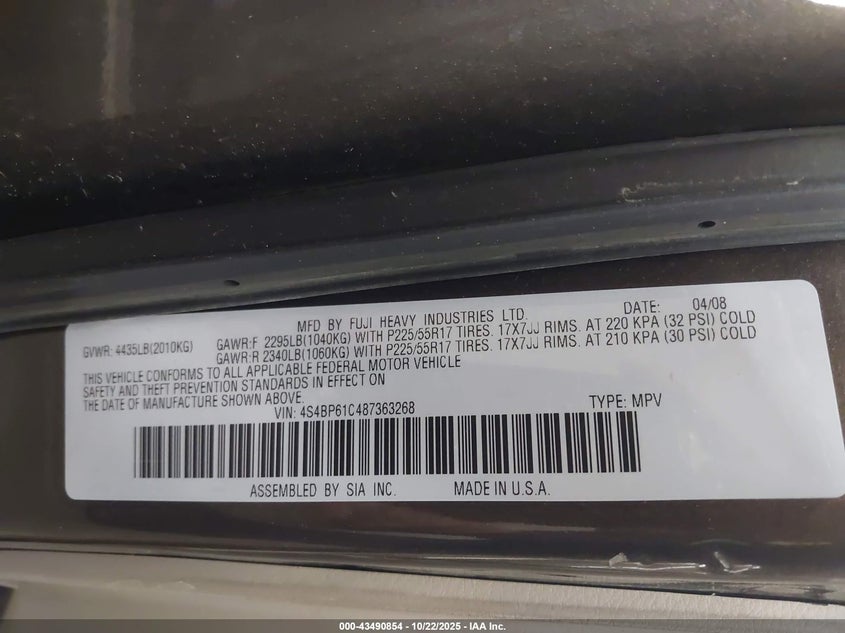 MFD BY FUJI HEAVY INDUSTRIES LTD. DATE: 04/08
GVWR: 4435LB(2010KG) GAWR:F 2295LB(1040KG) WITH P225/55R17 TIRES. 17X7JJ RIMS. AT 220 KPA (32 PSI) COLD
GAWR:R 2340LB(1060KG) WITH P225/55R17 TIRES. 17X7JJ RIMS. AT 210 KPA (30 PSI) COLD
THIS VEHICLE CONFORMS TO ALL APPLICABLE FEDERAL MOTOR VEHICLE
SAFETY AND THEFT PREVENTION STANDARDS IN EFFECT ON
THE DATE OF MANUFACTURE SHOWN ABOVE.
VIN: 4S4BP61C487363268 TYPE: MPV
ASSEMBLED BY SIA INC. MADE IN U.S.A.
000-43490854 - 10/22/2025 - IAA Inc.